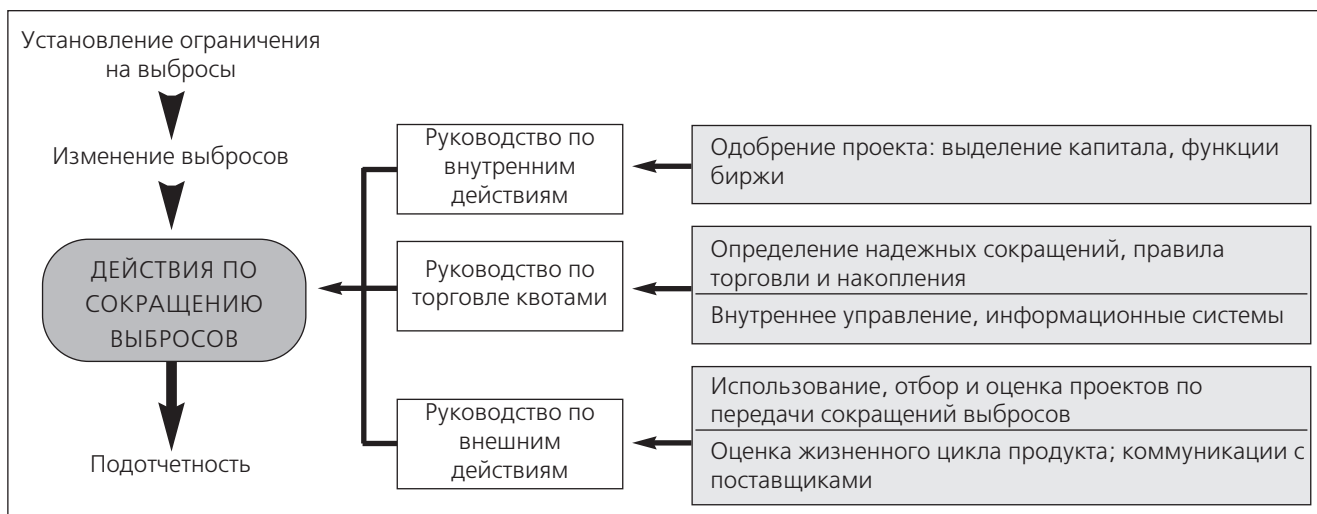 Установление ограничения
на выбросы
Изменение выбросов
ДЕЙСТВИЯ ПО
СОКРАЩЕНИЮ
ВЫБРОСОВ
Подотчетность
Руководство по
внутренним
действиям
Руководство по
торговле квотами
Руководство по
внешним
действиям
Одобрение проекта: выделение капитала, функции
биржи
Определение надежных сокращений, правила
торговли и накопления
Внутреннее управление, информационные системы
Использование, отбор и оценка проектов по
передачи сокращений выбросов
Оценка жизненного цикла продукта; коммуникации с
поставщиками